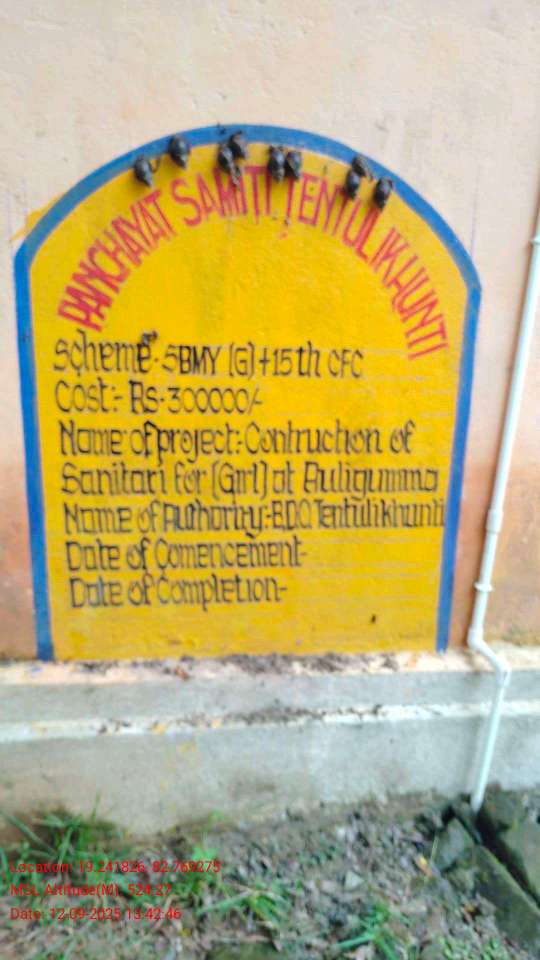 PANCHAYAT SAMITI TENTULIKHUNTI
Scheme- SBMY (G)+15th CFC
Cost:- Rs-300000/-
Name of project: Contruction of
Sanitari for (Girl) at Auligumma
Name of Authority:-B.D.O Tentulikhunti
Date of Comencement-
Date of Completion:-
Location: 19.241826, 82.769275
MSL Altitude(M): 524.27
Date: 12-09-2025 13:42:46